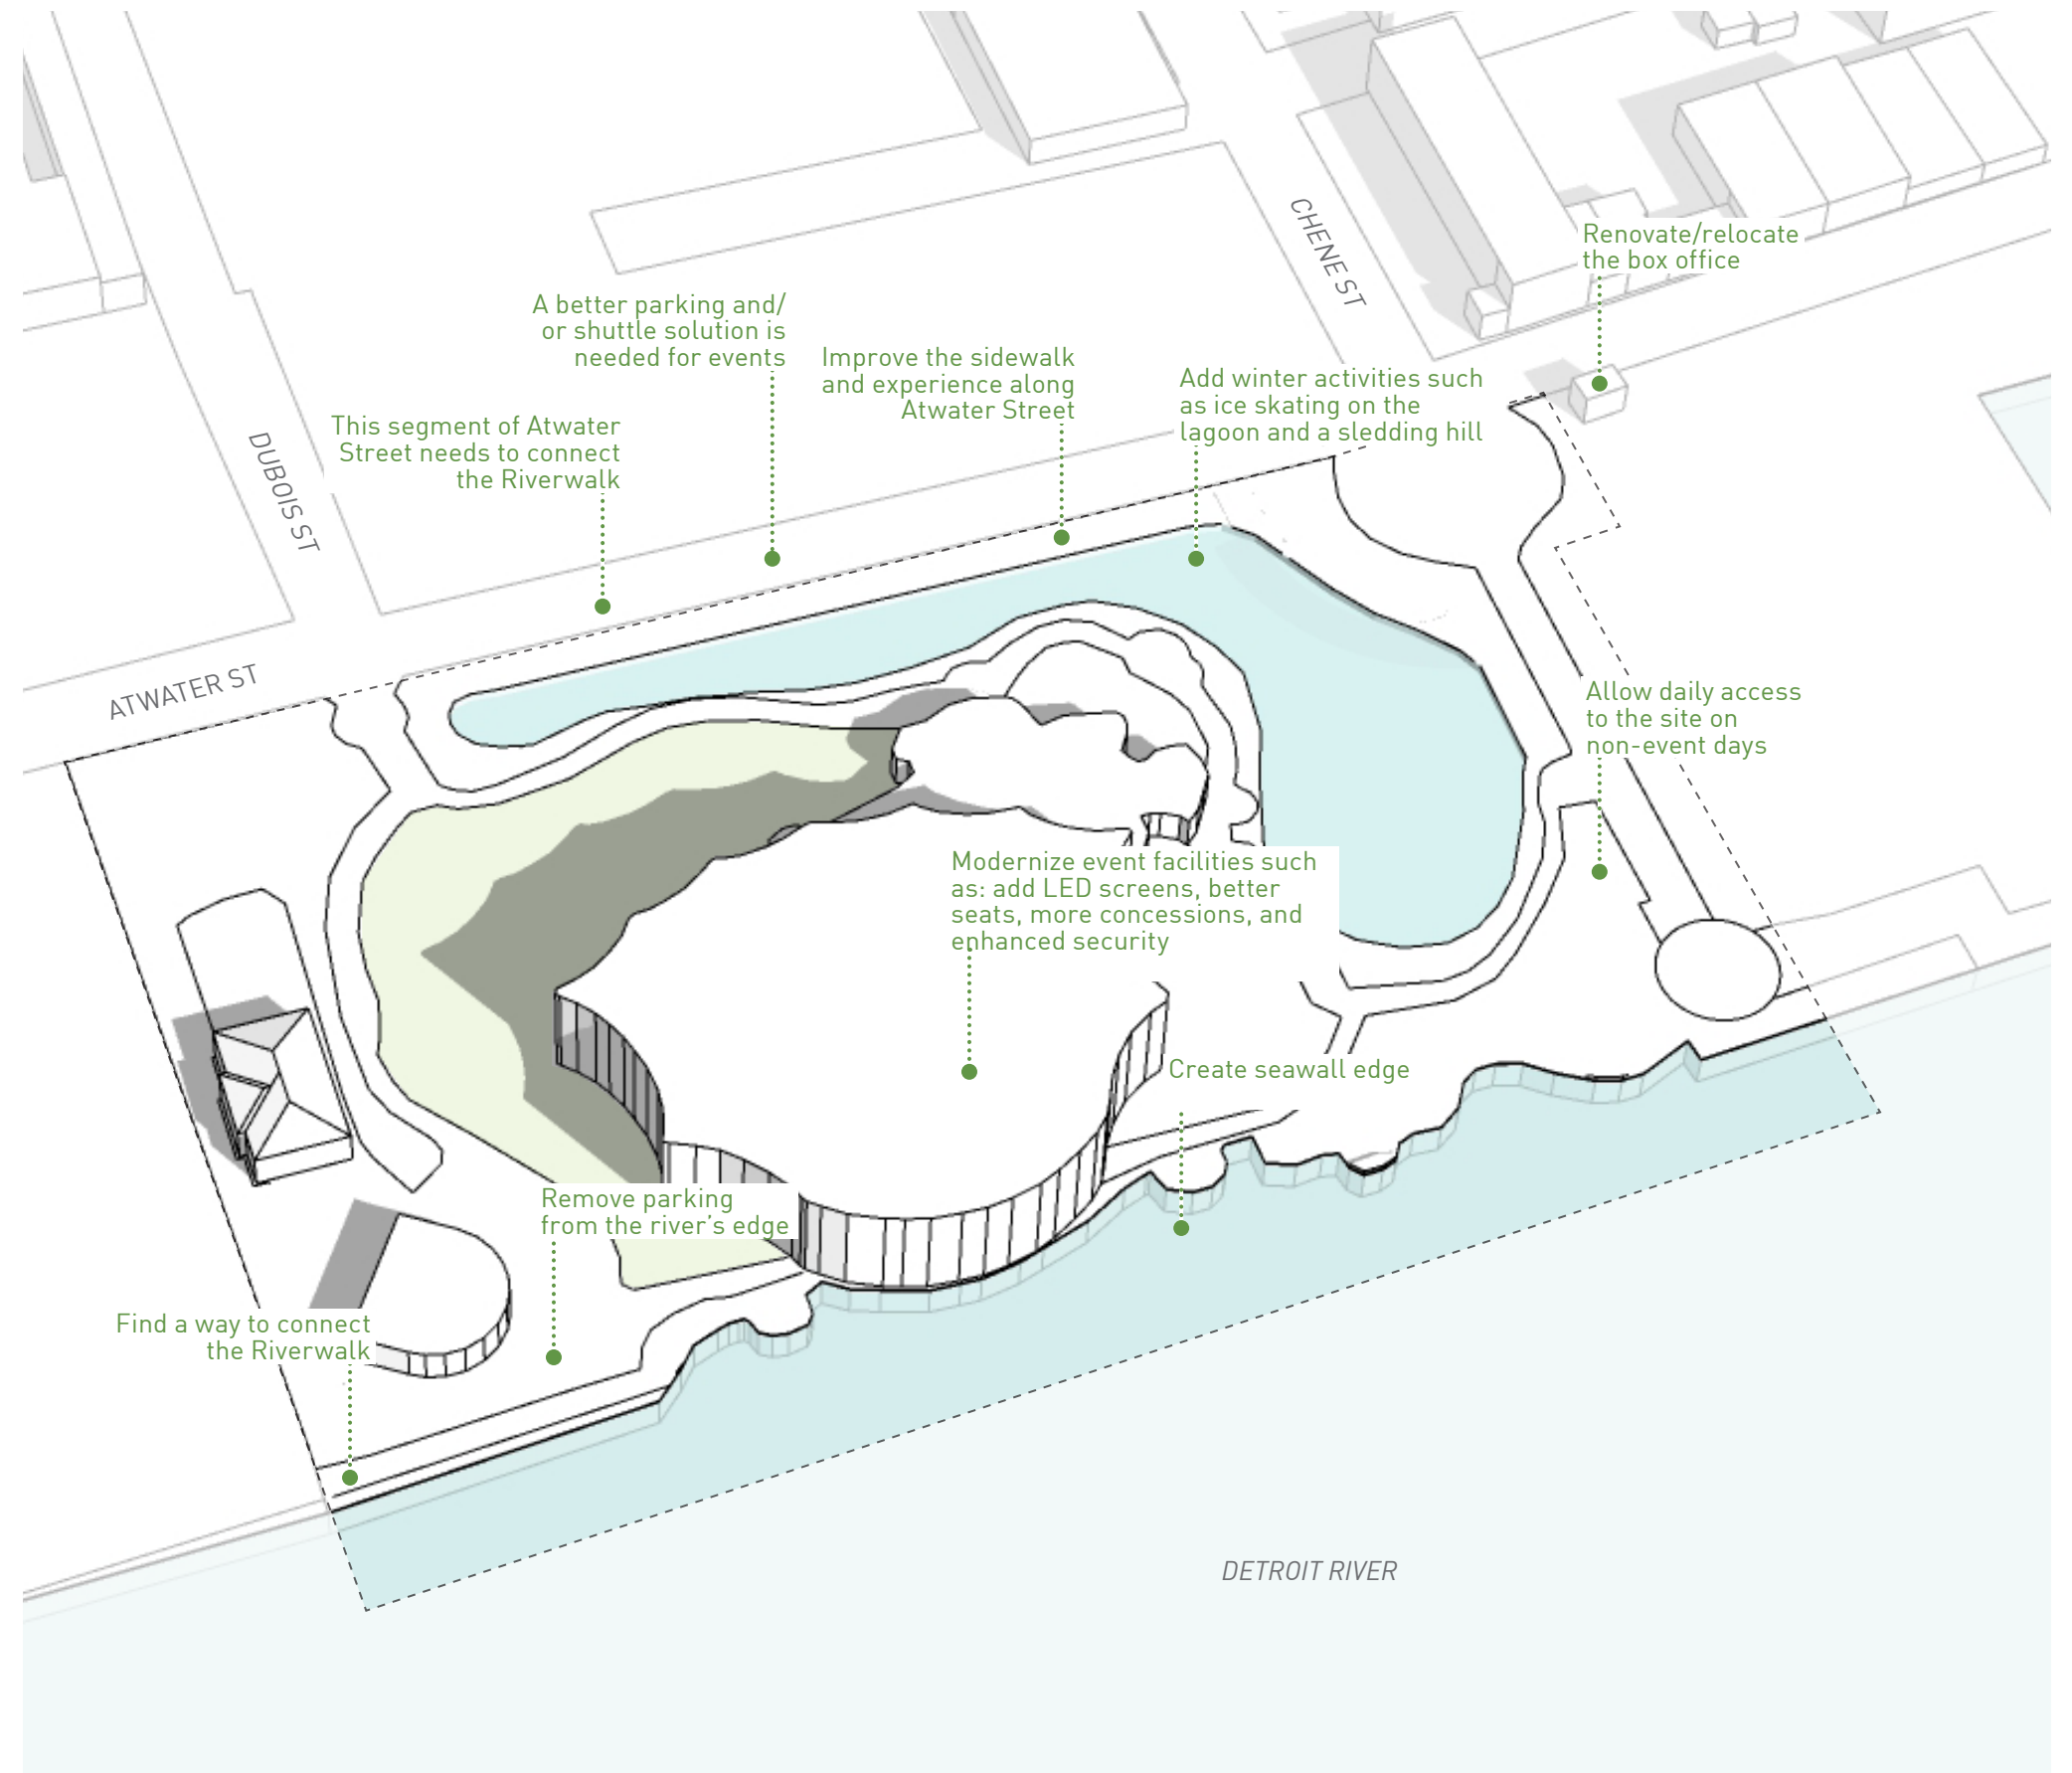 CHENE ST
Renovate/relocate
the box office
A better parking and/
or shuttle solution is
needed for events
Improve the sidewalk
and experience along
Atwater Street
Add winter activities such
as ice skating on the
lagoon and a sledding hill
This segment of Atwater
Street needs to connect
the Riverwalk
DUBOIS ST
ATWATER ST
Allow daily access
to the site on
non-event days
Modernize event facilities such
as: add LED screens, better
seats, more concessions, and
enhanced security
Create seawall edge
Remove parking
from the river's edge
Find a way to connect
the Riverwalk
DETROIT RIVER